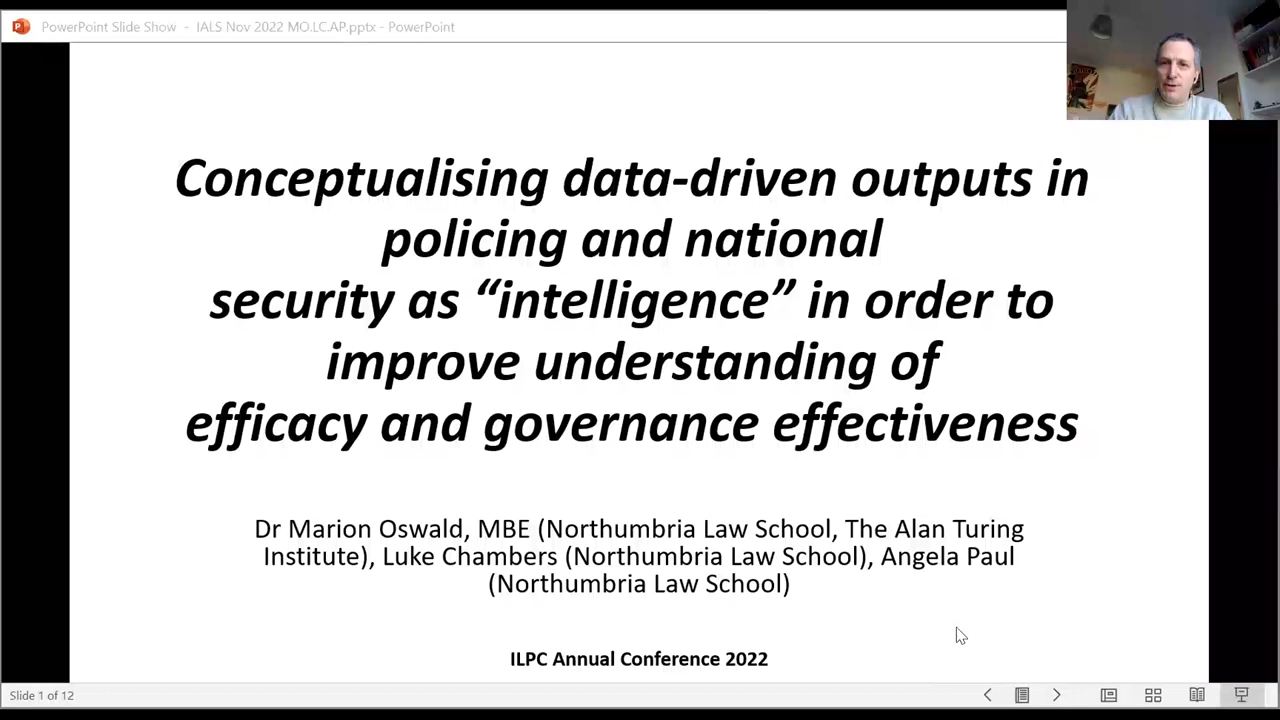 PowerPoint Slide Show - IALS Nov 2022 MO.LC.AP.pptx - PowerPoint
Conceptualising data-driven outputs in
policing and national
security as “intelligence” in order to
improve understanding of
efficacy and governance effectiveness
Dr Marion Oswald, MBE (Northumbria Law School, The Alan Turing
Institute), Luke Chambers (Northumbria Law School), Angela Paul
(Northumbria Law School)
ILPC Annual Conference 2022
Slide 1 of 12